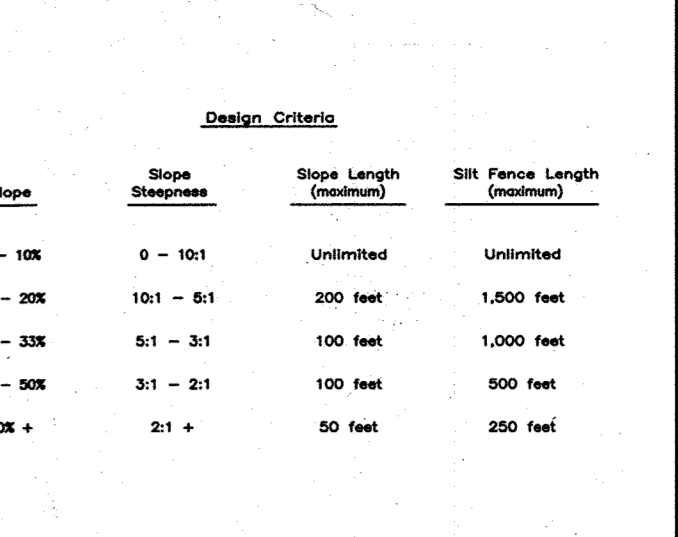 Design Criteria
lope Slope Steepness Slope Length (maximum) Silt Fence Length (maximum)
– 10% 0 – 10:1 Unlimited Unlimited
– 20% 10:1 – 5:1 200 feet 1,500 feet
– 33% 5:1 – 3:1 100 feet 1,000 feet
– 50% 3:1 – 2:1 100 feet 500 feet
0% + 2:1 + 50 feet 250 feet